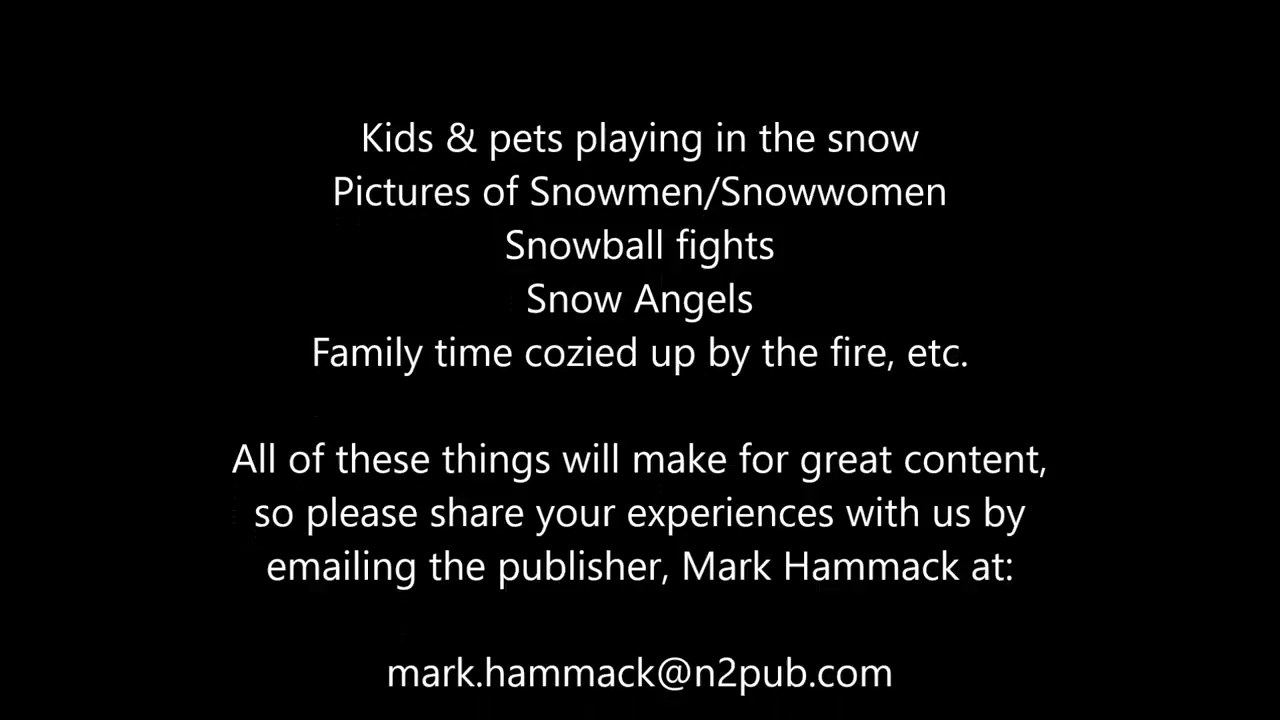 Kids & pets playing in the snow
Pictures of Snowmen/Snowwomen
Snowball fights
Snow Angels
Family time cozied up by the fire, etc.
All of these things will make for great content,
so please share your experiences with us by
emailing the publisher, Mark Hammack at:
mark.hammack@n2pub.com